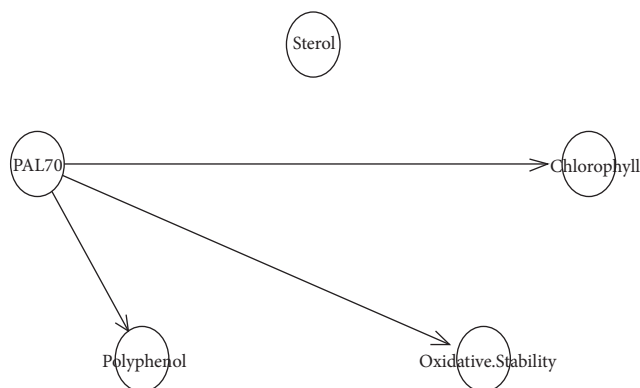 Sterol
PAL70
Chlorophyll
Polyphenol
Oxidative.Stability